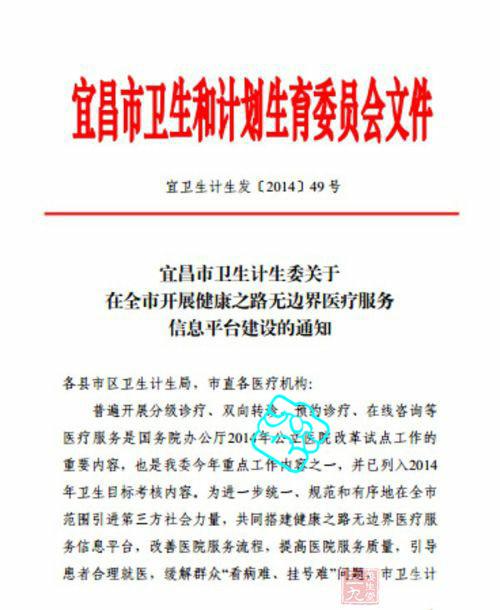 宜昌市卫生和计划生育委员会文件
宜卫生计生发〔2014〕49号
宜昌市卫生计生委关于
在全市开展健康之路无边界医疗服务
信息平台建设的通知
各县市区卫生计生局，市直各医疗机构：
普遍开展分级诊疗、双向转诊、预约诊疗、在线咨询等
医疗服务是国务院办公厅2014年公立医院改革试点工作的
重要内容，也是我委今年重点工作内容之一，并已列入2014
年卫生目标考核内容。为进一步统一、规范和有序地在全市
范围引进第三方社会力量，共同搭建健康之路无边界医疗服
务信息平台，改善医院服务流程，提高医院服务质量，引导
患者合理就医，缓解群众“看病难、挂号难”问题，市卫生计